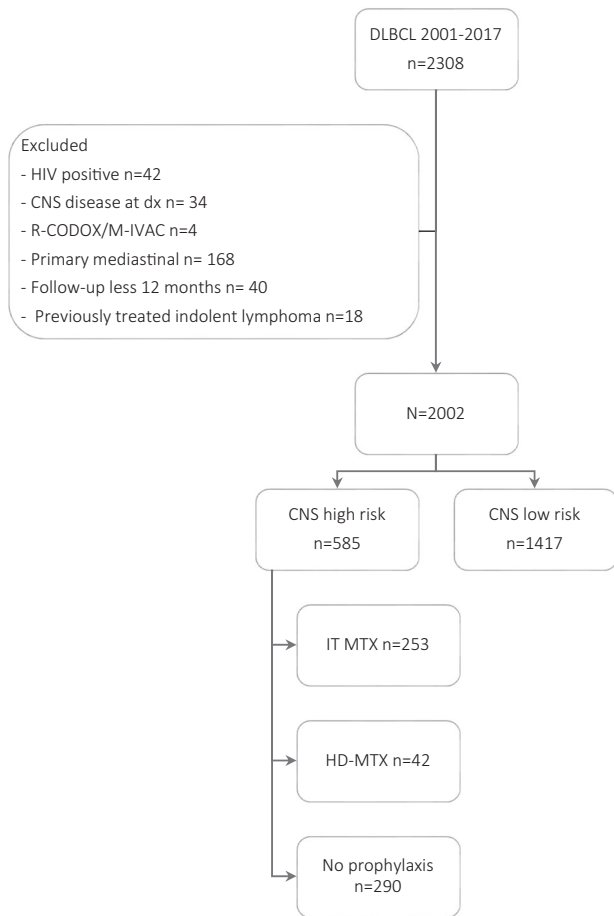 DLBCL 2001-2017
n=2308
Excluded
- HIV positive n=42
- CNS disease at dx n= 34
- R-CODOX/M-IVAC n=4
- Primary mediastinal n= 168
- Follow-up less 12 months n= 40
- Previously treated indolent lymphoma n=18
N=2002
CNS high risk
n=585
CNS low risk
n=1417
IT MTX n=253
HD-MTX n=42
No prophylaxis
n=290